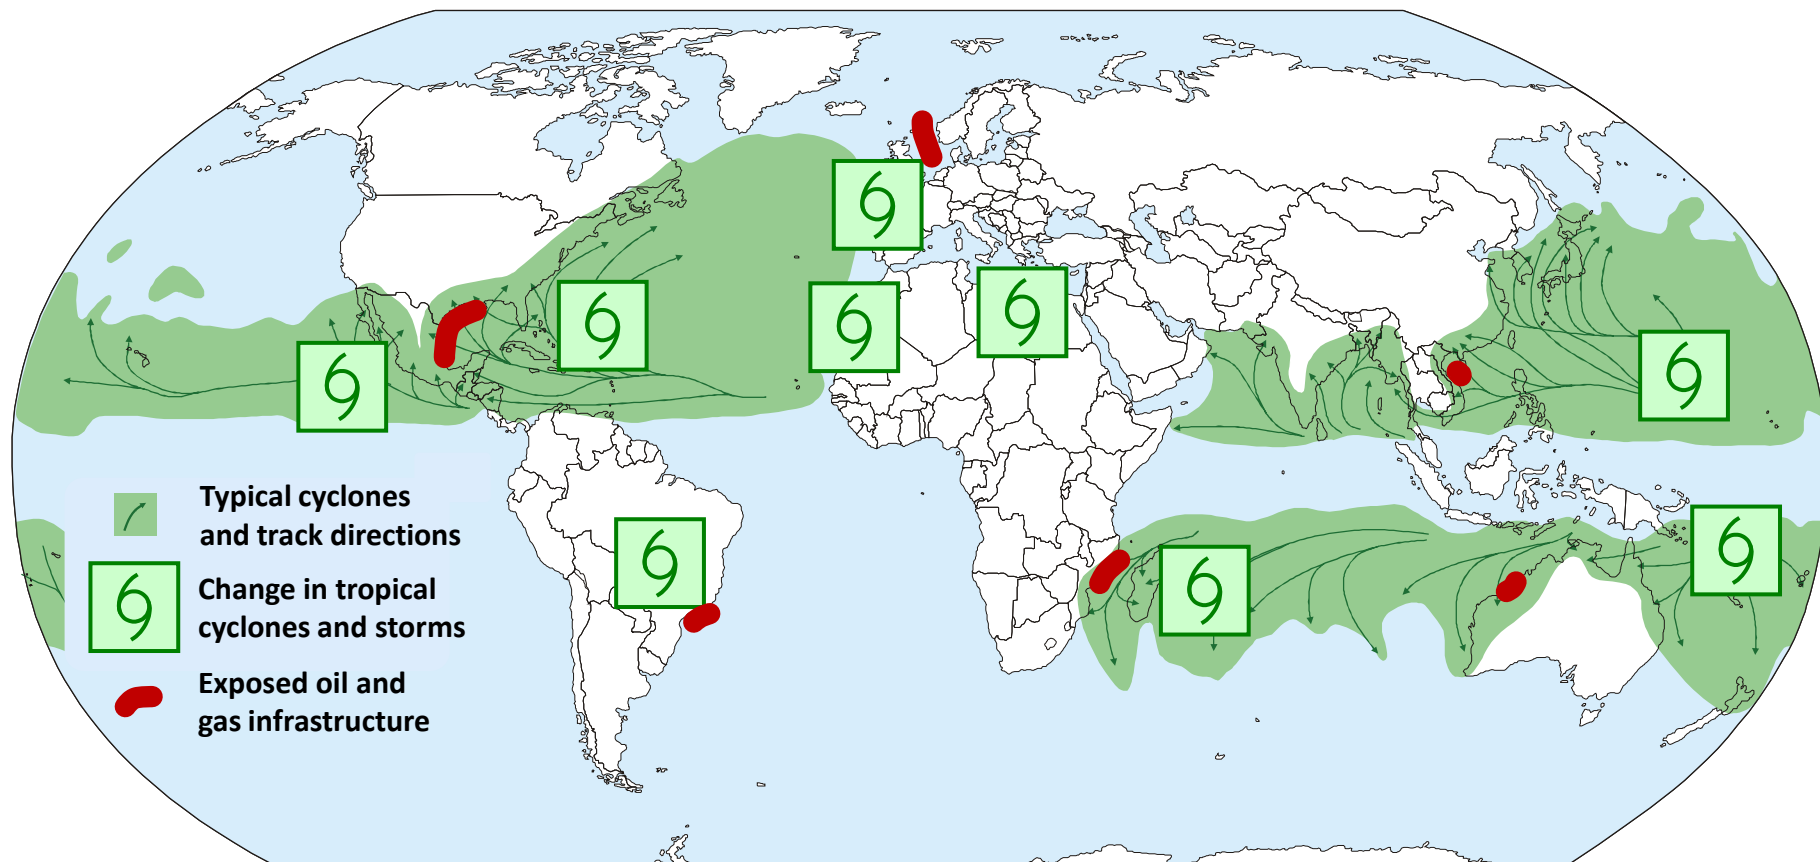 Typical cyclones
and track directions
Change in tropical
cyclones and storms
Exposed oil and
gas infrastructure